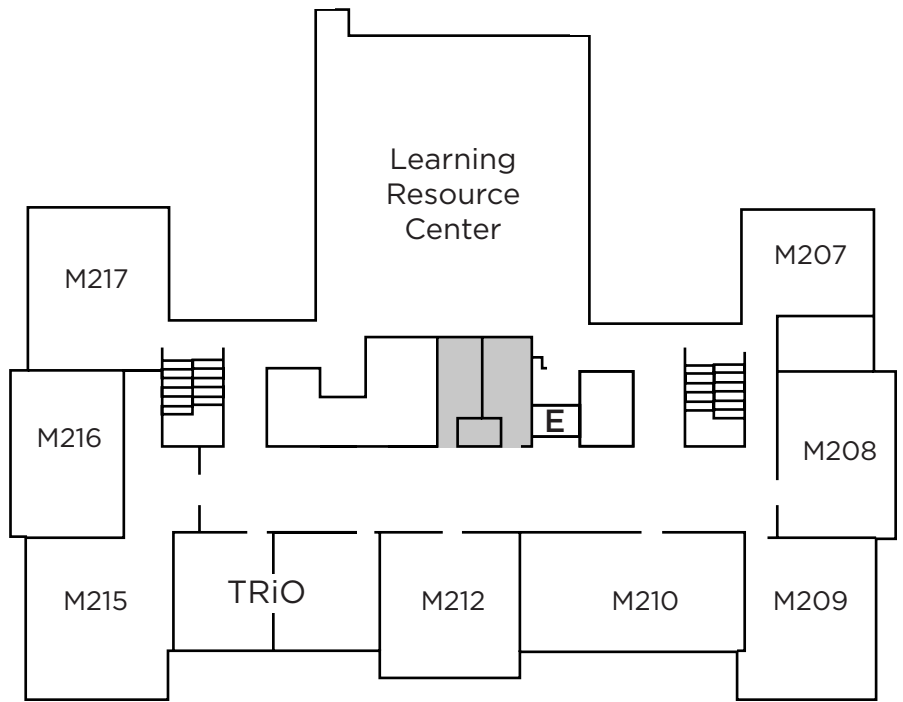 Learning
Resource
Center
M207
M217
E
M216
M208
TRiO
M215
M212
M210
M209